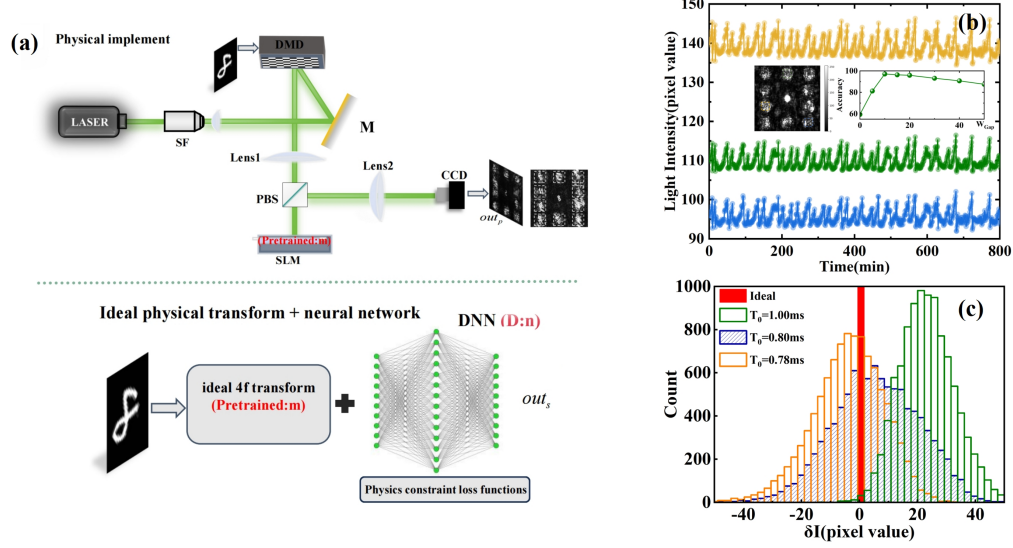 (a)
Physical implement
DMD
LASER
SF
M
Lens1
Lens2
CCD
PBS
out_p
(Pretrained:m)
SLM
Ideal physical transform + neural network
DNN (D:n)
ideal 4f transform
(Pretrained:m)
out_s
Physics constraint loss functions
(b)
Light Intensity(pixel value)
150
140
130
120
110
100
90
0 200 400 600 800
Time(min)
Accuracy
100
80
60
0 20 40 W_Gap
(c)
Ideal
T_0=1.00ms
T_0=0.80ms
T_0=0.78ms
Count
1000
800
600
400
200
0
-40 -20 0 20 40
δI(pixel value)